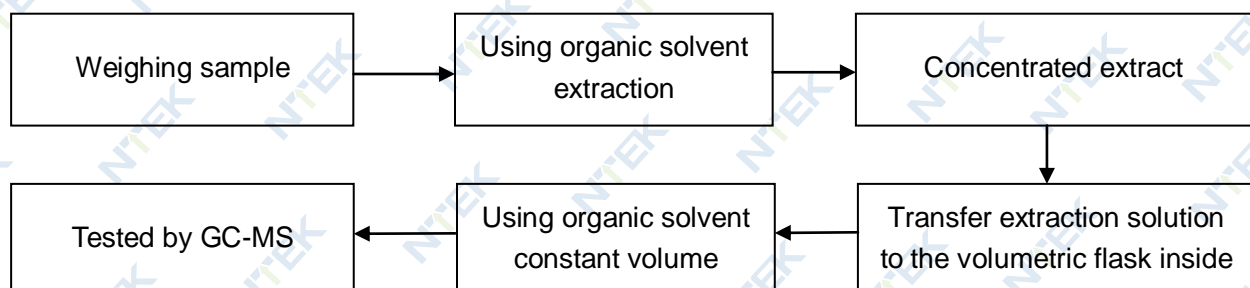 Weighing sample
Using organic solvent
extraction
Concentrated extract
Transfer extraction solution
to the volumetric flask inside
Using organic solvent
constant volume
Tested by GC-MS
NTEK